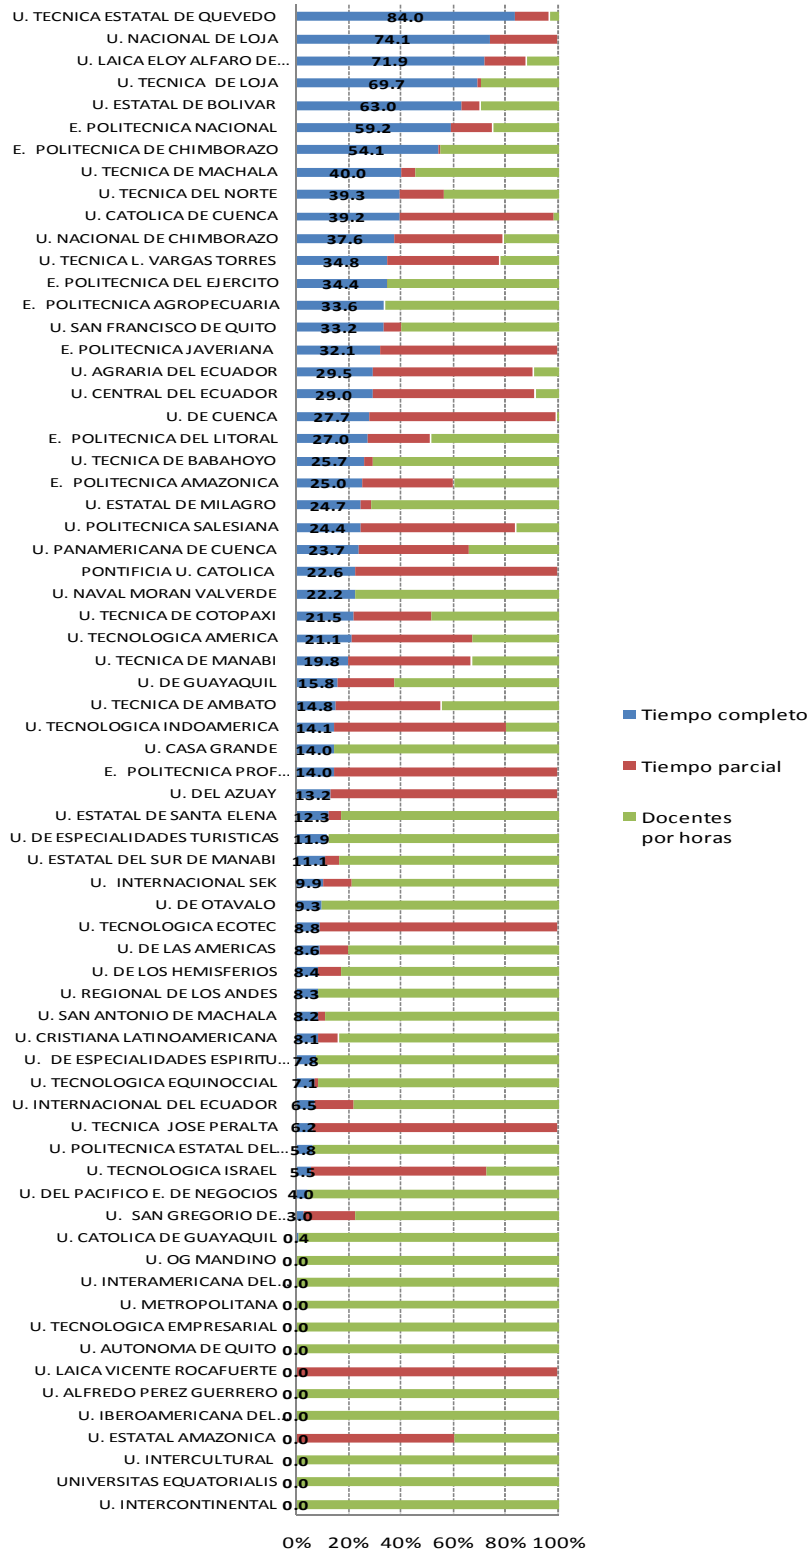 U. TECNICA ESTATAL DE QUEVEDO 84.0
U. NACIONAL DE LOJA 74.1
U. LAICA ELOY ALFARO DE... 71.9
U. TECNICA DE LOJA 69.7
U. ESTATAL DE BOLIVAR 63.0
E. POLITECNICA NACIONAL 59.2
E. POLITECNICA DE CHIMBORAZO 54.1
U. TECNICA DE MACHALA 40.0
U. TECNICA DEL NORTE 39.3
U. CATOLICA DE CUENCA 39.2
U. NACIONAL DE CHIMBORAZO 37.6
U. TECNICA L. VARGAS TORRES 34.8
E. POLITECNICA DEL EJERCITO 34.4
E. POLITECNICA AGROPECUARIA 33.6
U. SAN FRANCISCO DE QUITO 33.2
E. POLITECNICA JAVERIANA 32.1
U. AGRARIA DEL ECUADOR 29.5
U. CENTRAL DEL ECUADOR 29.0
U. DE CUENCA 27.7
E. POLITECNICA DEL LITORAL 27.0
U. TECNICA DE BABAHOYO 25.7
E. POLITECNICA AMAZONICA 25.0
U. ESTATAL DE MILAGRO 24.7
U. POLITECNICA SALESIANA 24.4
U. PANAMERICANA DE CUENCA 23.7
PONTIFICIA U. CATOLICA 22.6
U. NAVAL MORAN VALVERDE 22.2
U. TECNICA DE COTOPAXI 21.5
U. TECNOLOGICA AMERICA 21.1
U. TECNICA DE MANABI 19.8
U. DE GUAYAQUIL 15.8
U. TECNICA DE AMBATO 14.8
U. TECNOLOGICA INDOAMERICA 14.1
U. CASA GRANDE 14.0
E. POLITECNICA PROF... 14.0
U. DEL AZUAY 13.2
U. ESTATAL DE SANTA ELENA 12.3
U. DE ESPECIALIDADES TURISTICAS 11.9
U. ESTATAL DEL SUR DE MANABI 11.1
U. INTERNACIONAL SEK 9.9
U. DE OTAVALO 9.3
U. TECNOLOGICA ECOTEC 8.8
U. DE LAS AMERICAS 8.6
U. DE LOS HEMISFERIOS 8.4
U. REGIONAL DE LOS ANDES 8.3
U. SAN ANTONIO DE MACHALA 8.2
U. CRISTIANA LATINOAMERICANA 8.1
U. DE ESPECIALIDADES ESPIRITU... 7.8
U. TECNOLOGICA EQUINOCCIAL 7.1
U. INTERNACIONAL DEL ECUADOR 6.5
U. TECNICA JOSE PERALTA 6.2
U. POLITECNICA ESTATAL DEL... 5.8
U. TECNOLOGICA ISRAEL 5.5
U. DEL PACIFICO E. DE NEGOCIOS 4.0
U. SAN GREGORIO DE... 3.0
U. CATOLICA DE GUAYAQUIL 0.4
U. OG MANDINO 0.0
U. INTERAMERICANA DEL... 0.0
U. METROPOLITANA 0.0
U. TECNOLOGICA EMPRESARIAL 0.0
U. AUTONOMA DE QUITO 0.0
U. LAICA VICENTE ROCAFUERTE 0.0
U. ALFREDO PEREZ GUERRERO 0.0
U. IBEROAMERICANA DEL... 0.0
U. ESTATAL AMAZONICA 0.0
U. INTERCULTURAL 0.0
UNIVERSITAS EQUATORIALIS 0.0
U. INTERCONTINENTAL 0.0
0% 20% 40% 60% 80% 100%
Tiempo completo
Tiempo parcial
Docentes
por horas